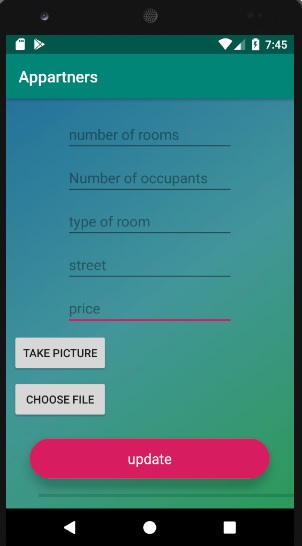 7:45
Appartners
number of rooms
Number of occupants
type of room
street
price
TAKE PICTURE
CHOOSE FILE
update